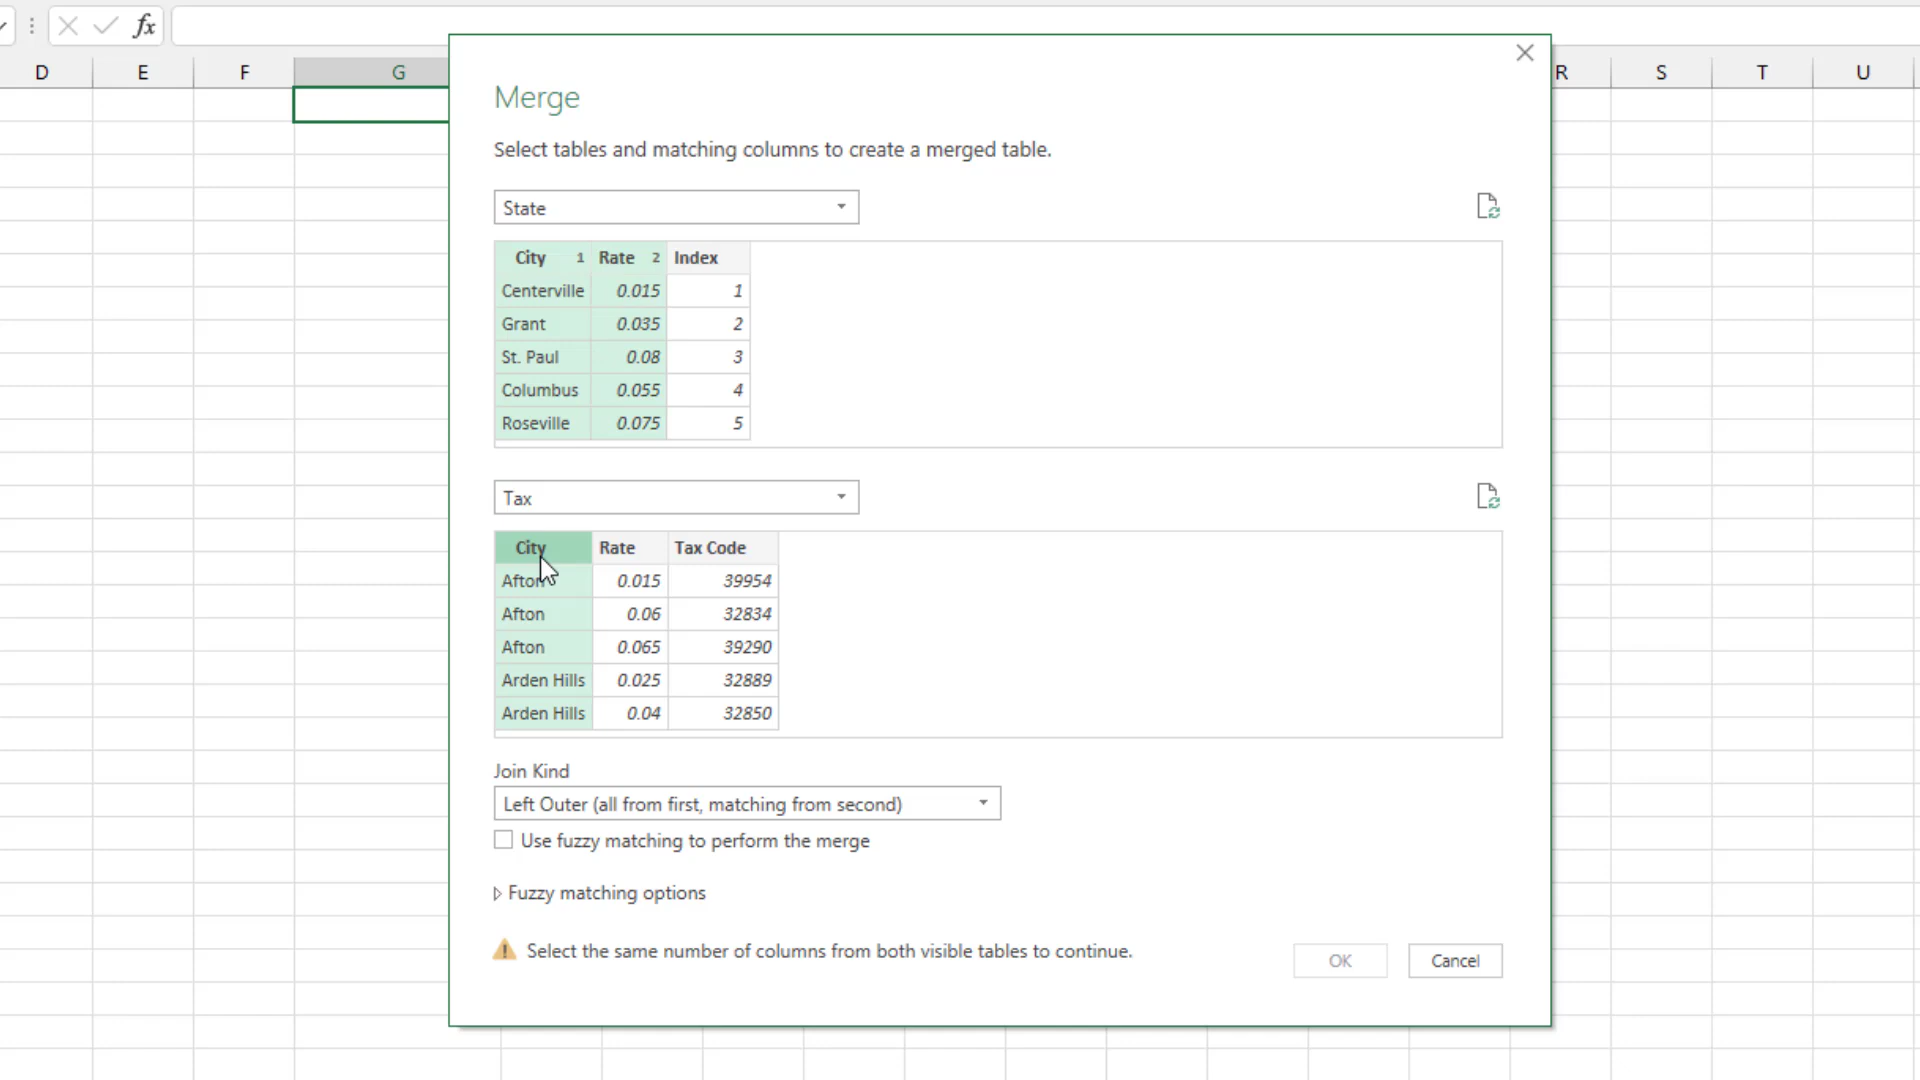 fx
D E F G R S T U
Merge
Select tables and matching columns to create a merged table.
State
City 1 Rate 2 Index
Centerville 0.015 1
Grant 0.035 2
St. Paul 0.08 3
Columbus 0.055 4
Roseville 0.075 5
Tax
City Rate Tax Code
Afton 0.015 39954
Afton 0.06 32834
Afton 0.065 39290
Arden Hills 0.025 32889
Arden Hills 0.04 32850
Join Kind
Left Outer (all from first, matching from second)
Use fuzzy matching to perform the merge
Fuzzy matching options
Select the same number of columns from both visible tables to continue.
OK Cancel